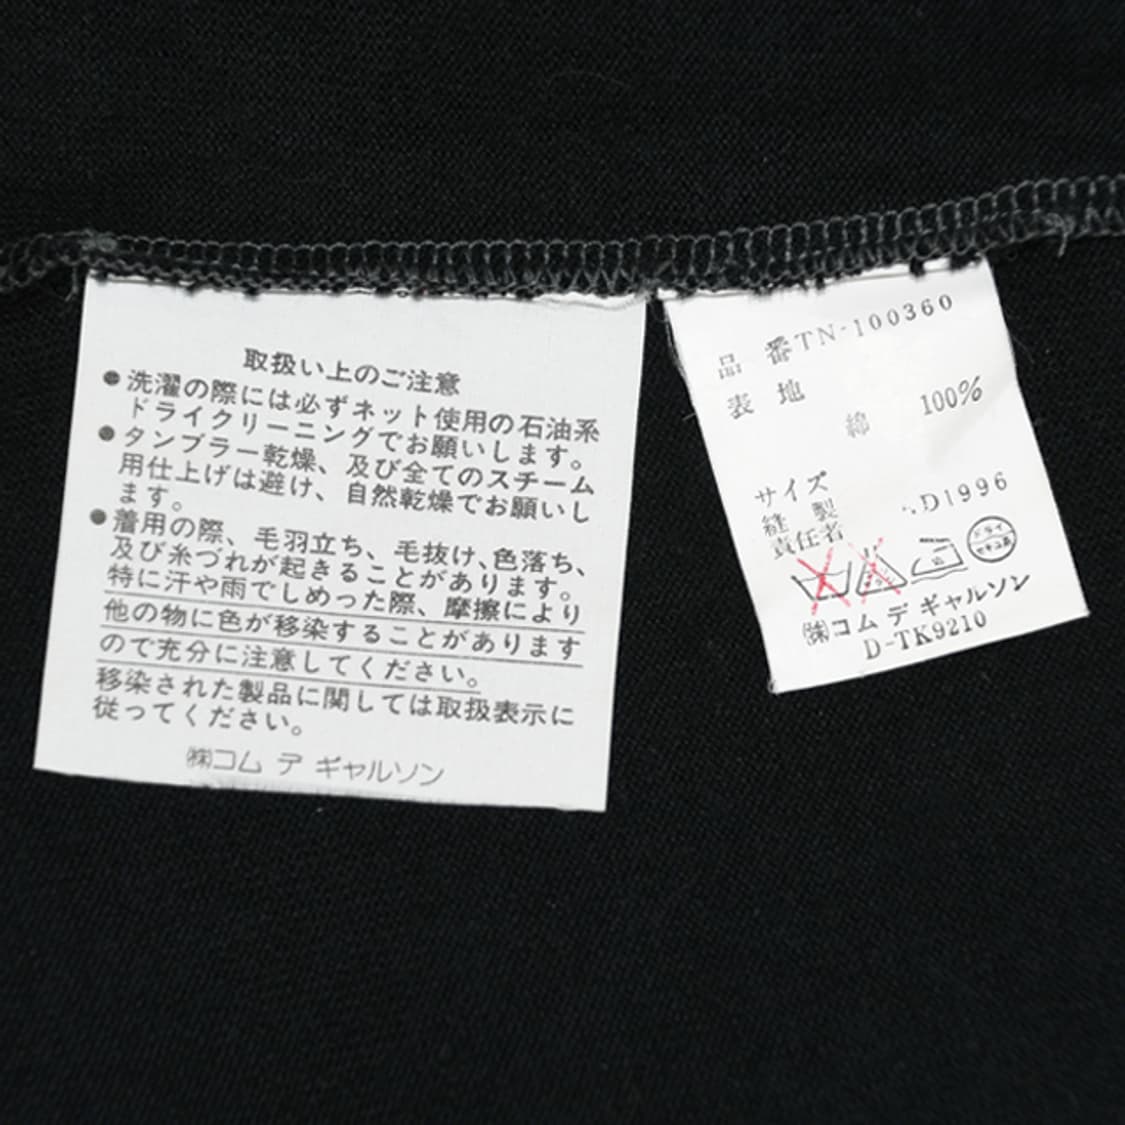 取扱い上のご注意
●洗濯の際には必ずネット使用の石油系
ドライクリーニングでお願いします。
●タンブラー乾燥、及び全てのスチーム
用仕上げは避け、自然乾燥でお願いし
ます。
●着用の際、毛羽立ち、毛抜け、色落ち、
及び糸づれが起きることがあります。
特に汗や雨でしめった際、摩擦により
他の物に色が移染することがあります
ので充分に注意してください。
移染された製品に関しては取扱表示に
従ってください。
㈱コム デ ギャルソン
品 番TN-100360
表 地
綿 100%
サイズ
縫 製 AD1996
責任者
ドライ
セキユ系
㈱コム デ ギャルソン
D-TK9210